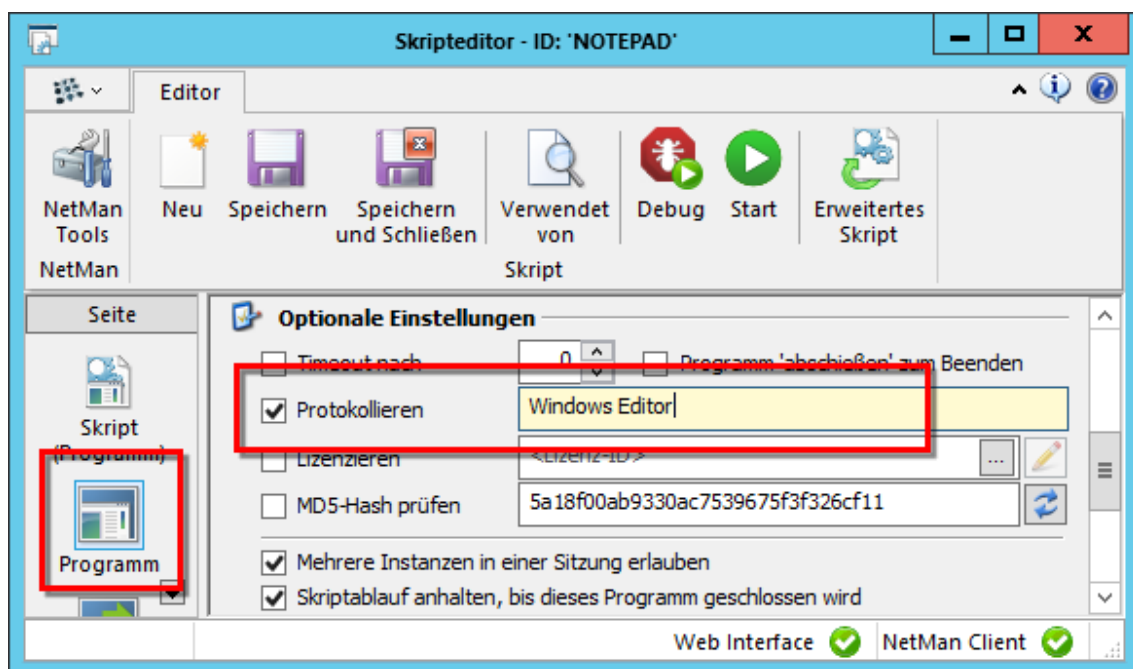 Skripteditor - ID: 'NOTEPAD'
Editor
NetMan Tools
Neu
Speichern
Speichern und Schließen
Verwendet von
Debug
Start
Erweitertes Skript
NetMan
Skript
Seite
Skript (Programm)
Programm
Optionale Einstellungen
Timeout nach
0
Programm 'abschießen' zum Beenden
Protokollieren
Windows Editor
Lizenzieren
<Lizenz-ID>
...
MD5-Hash prüfen
5a18f00ab9330ac7539675f3f326cf11
Mehrere Instanzen in einer Sitzung erlauben
Skriptablauf anhalten, bis dieses Programm geschlossen wird
Web Interface
NetMan Client